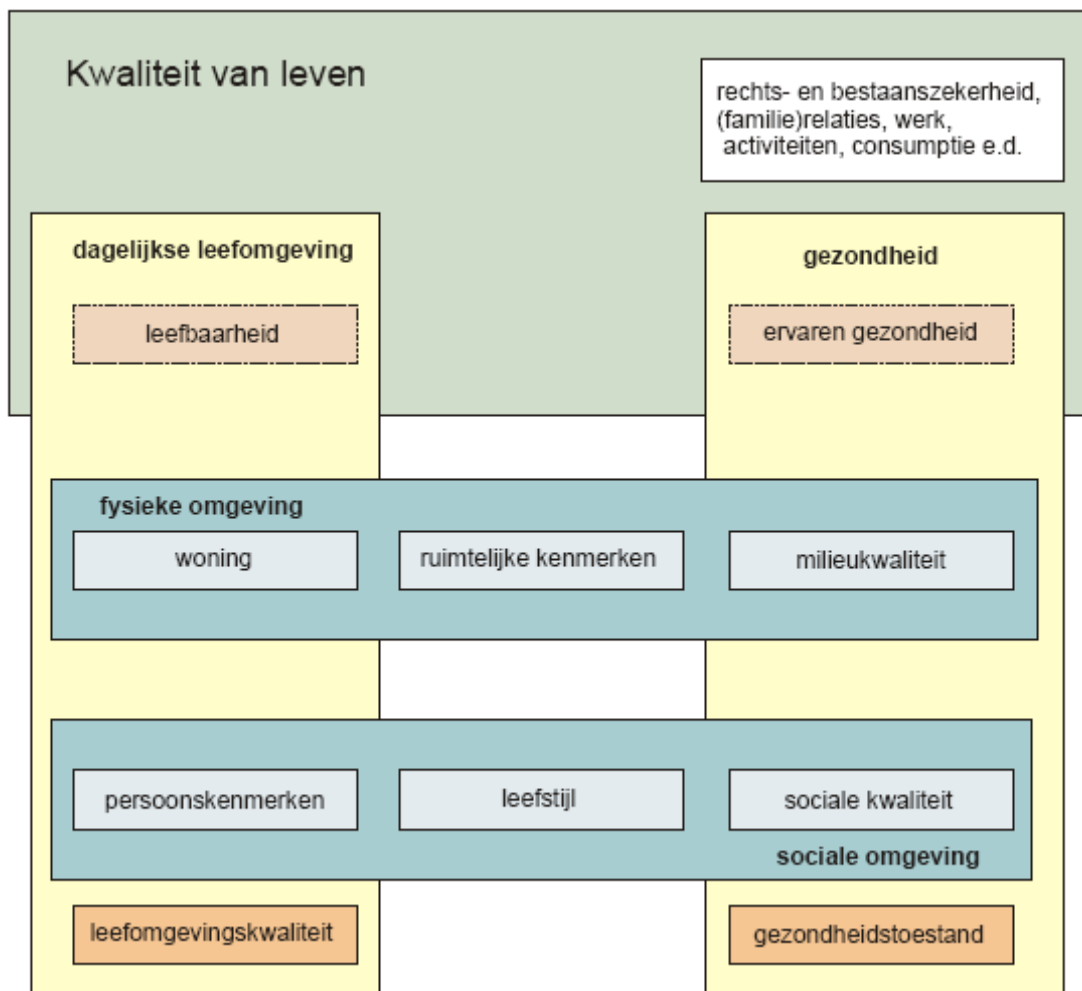 Kwaliteit van leven
rechts- en bestaanszekerheid,
(familie)relaties, werk,
activiteiten, consumptie e.d.
dagelijkse leefomgeving
gezondheid
leefbaarheid
ervaren gezondheid
fysieke omgeving
woning
ruimtelijke kenmerken
milieukwaliteit
persoonskenmerken
leefstijl
sociale kwaliteit
sociale omgeving
leefomgevingskwaliteit
gezondheidstoestand